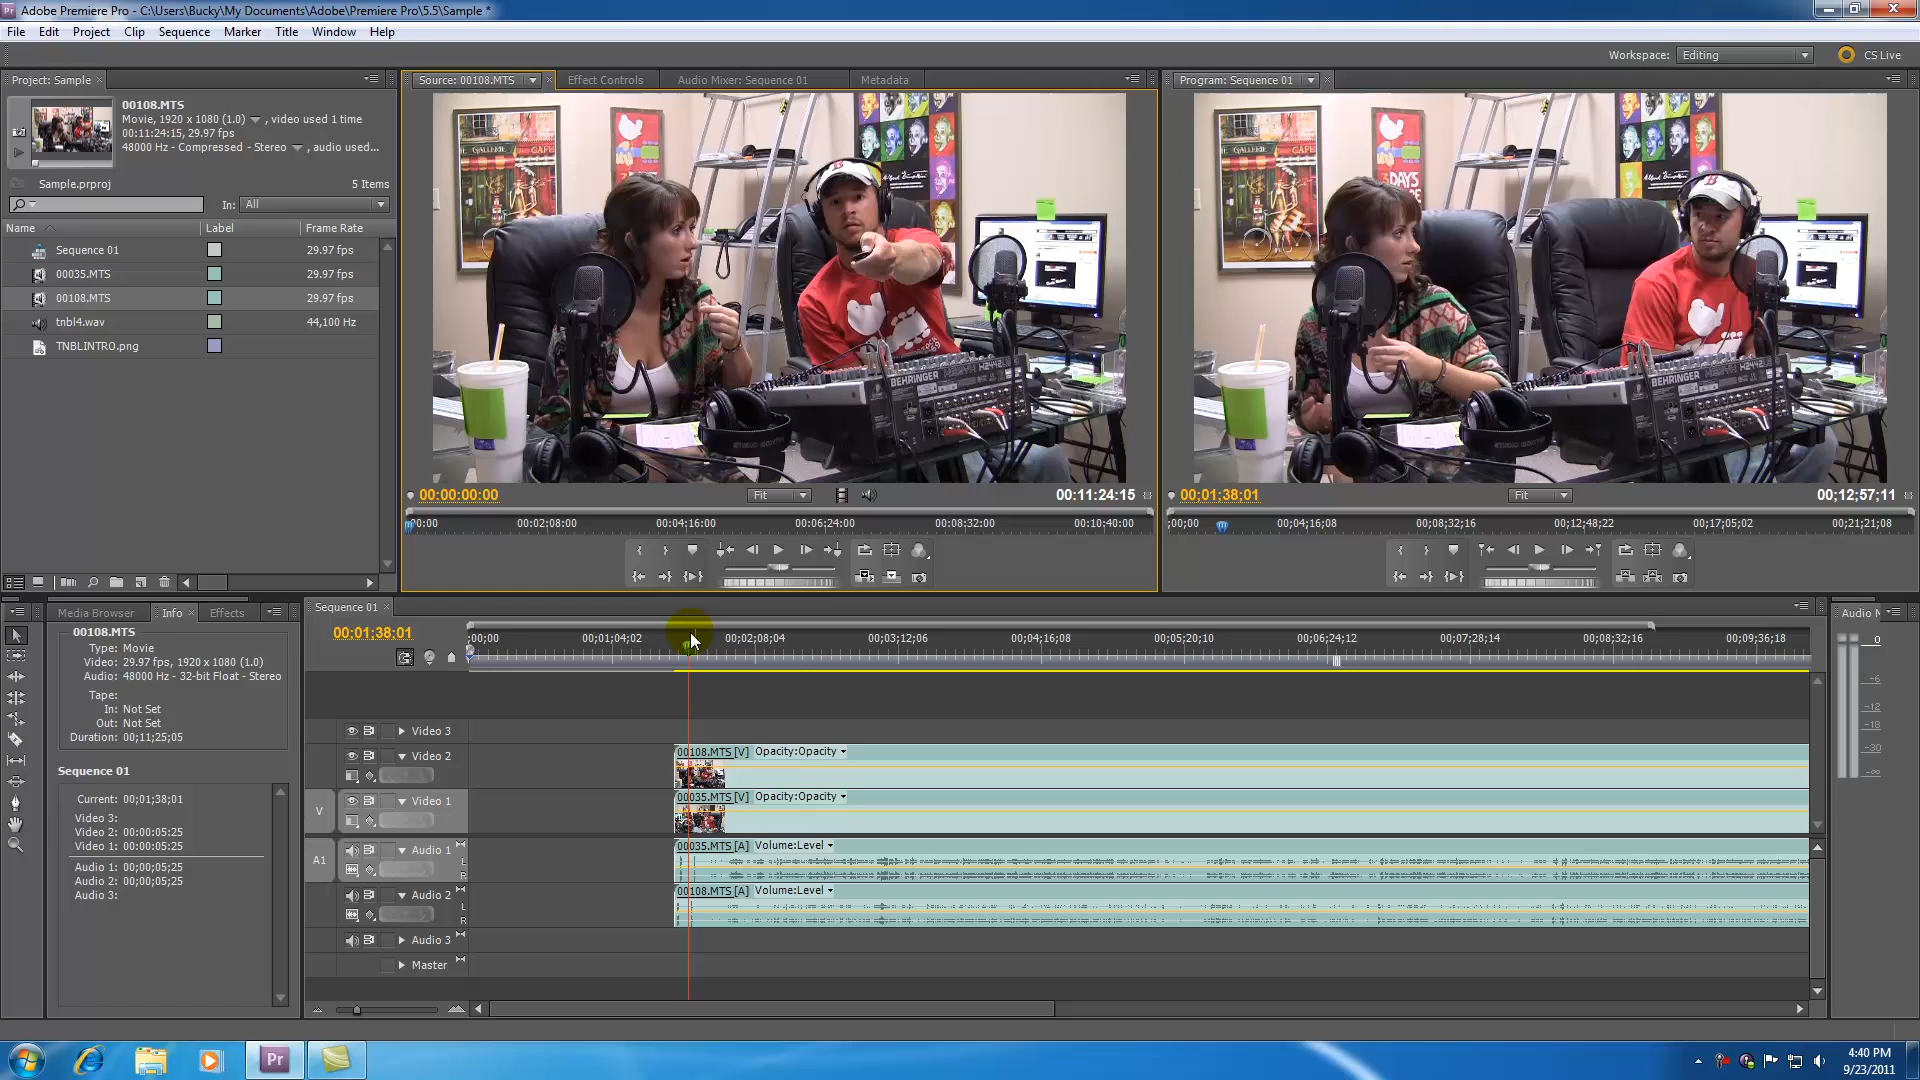 Adobe Premiere Pro - C:\Users\Bucky\My Documents\Adobe\Premiere Pro\5.5\Sample *
File Edit Project Clip Sequence Marker Title Window Help
Workspace: Editing CS Live
Project: Sample
00108.MTS
Movie, 1920 x 1080 (1.0) , video used 1 time
00:11:24:15, 29.97 fps
48000 Hz - Compressed - Stereo , audio used...
Sample.prproj 5 Items
In: All
Name Label Frame Rate
Sequence 01 29.97 fps
00035.MTS 29.97 fps
00108.MTS 29.97 fps
tnbl4.wav 44,100 Hz
TNBLINTRO.png
Source: 00108.MTS Effect Controls Audio Mixer: Sequence 01 Metadata
GALLERIE CAFE
BEHRINGER
00:00:00:00 Fit 00:11:24:15
00:00 00:02:08:00 00:04:16:00 00:06:24:00 00:08:32:00 00:10:40:00
Program: Sequence 01
GALLERIE CAFE
3 DAYS
BEHRINGER
00:01:38:01 Fit 00;12;57;11
;00;00 00;04;16;08 00;08;32;16 00;12;48;22 00;17;05;02 00;21;21;08
Media Browser Info Effects
00108.MTS
Type: Movie
Video: 29.97 fps, 1920 x 1080 (1.0)
Audio: 48000 Hz - 32-bit Float - Stereo
Tape:
In: Not Set
Out: Not Set
Duration: 00;11;25;05
Sequence 01
Current: 00;01;38;01
Video 3:
Video 2: 00:00:05:25
Video 1: 00:00:05:25
Audio 1: 00;00;05;25
Audio 2: 00;00;05;25
Audio 3:
Sequence 01
00:01:38:01
;00;00 00;01;04;02 00;02;08;04 00;03;12;06 00;04;16;08 00;05;20;10 00;06;24;12 00;07;28;14 00;08;32;16 00;09;36;18
Video 3
Video 2
00108.MTS [V] Opacity:Opacity
V Video 1
00035.MTS [V] Opacity:Opacity
A1 Audio 1 L R
00035.MTS [A] Volume:Level
Audio 2 L R
00108.MTS [A] Volume:Level
Audio 3
Master
Audio M
0
-6
-12
-18
-30
-∞
Pr
4:40 PM
9/23/2011